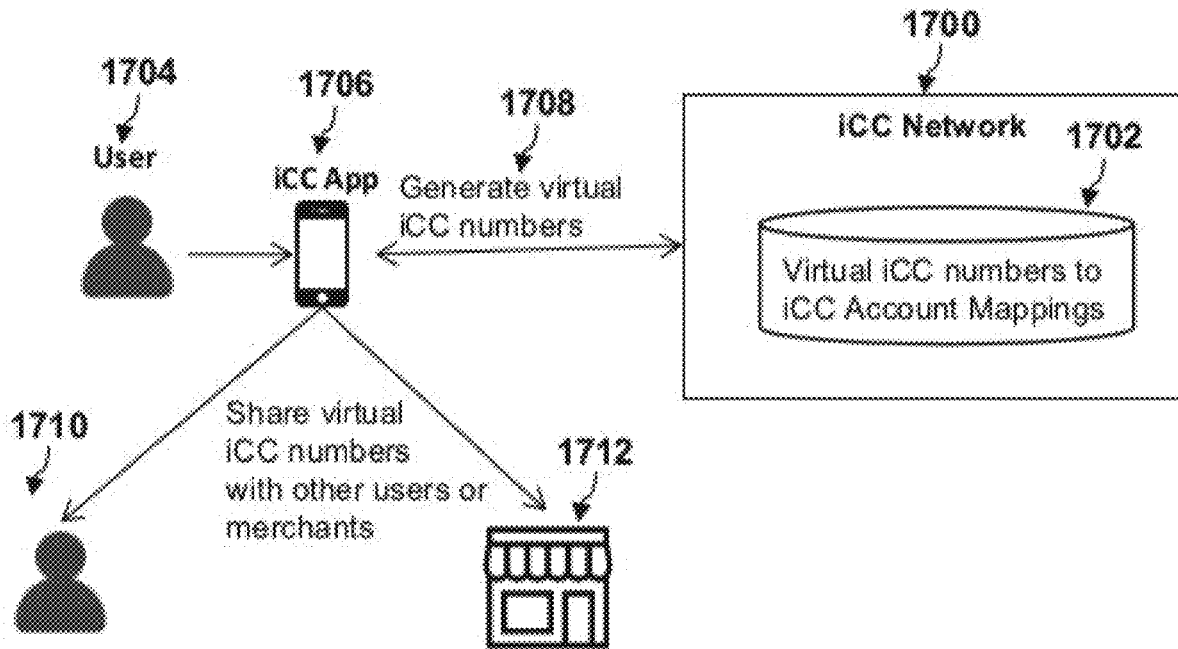 1700
1704
1706
1708
iCC Network
1702
User
iCC App
Generate virtual
iCC numbers
Virtual iCC numbers to
iCC Account Mappings
Share virtual
iCC numbers
with other users or
merchants
1710
1712